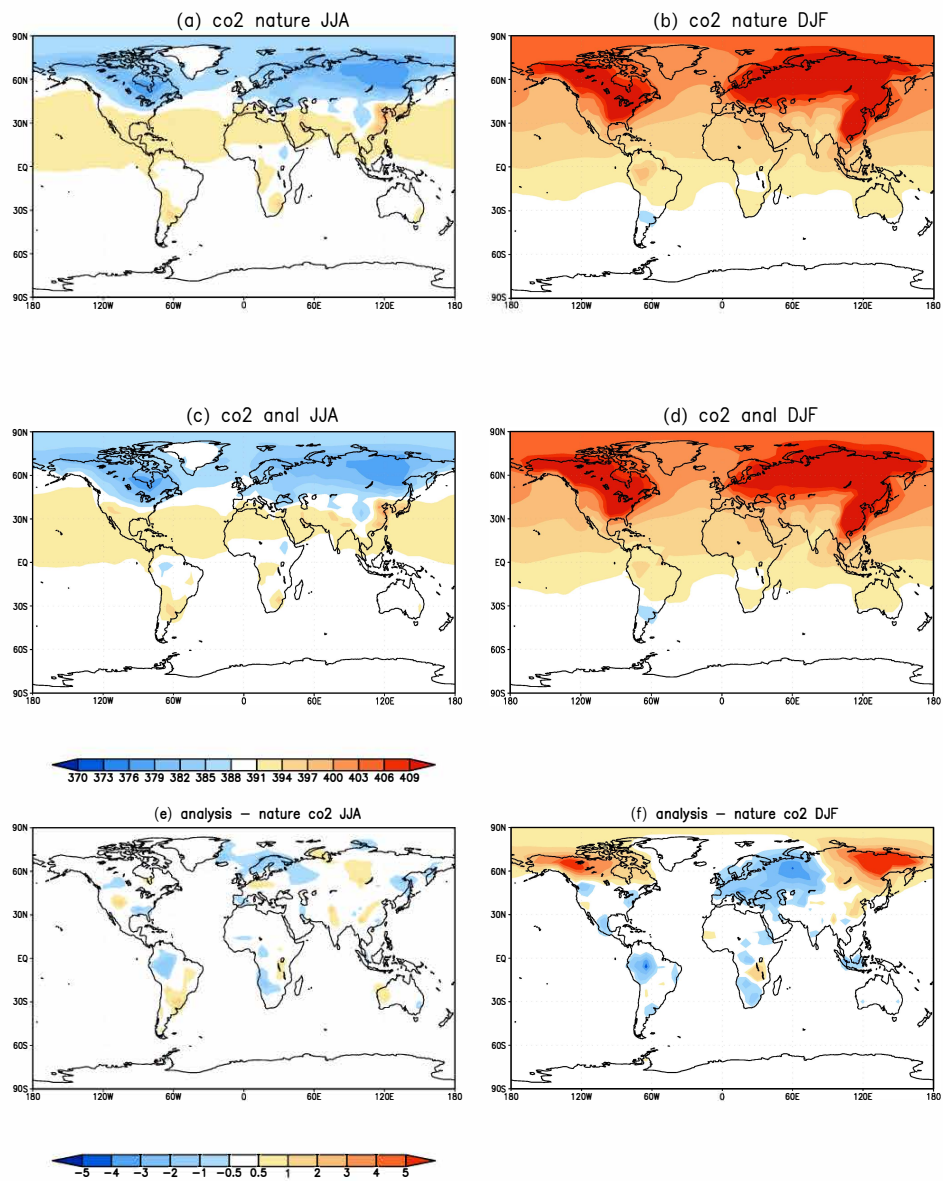 (a) co2 nature JJA
(b) co2 nature DJF
90N
60N
30N
EQ
30S
60S
90S
180 120W 60W 0 60E 120E 180
90N
60N
30N
EQ
30S
60S
90S
180 120W 60W 0 60E 120E 180
(c) co2 anal JJA
(d) co2 anal DJF
90N
60N
30N
EQ
30S
60S
90S
180 120W 60W 0 60E 120E 180
90N
60N
30N
EQ
30S
60S
90S
180 120W 60W 0 60E 120E 180
370 373 376 379 382 385 388 391 394 397 400 403 406 409
(e) analysis – nature co2 JJA
(f) analysis – nature co2 DJF
90N
60N
30N
EQ
30S
60S
90S
180 120W 60W 0 60E 120E 180
90N
60N
30N
EQ
30S
60S
90S
180 120W 60W 0 60E 120E 180
-5 -4 -3 -2 -1 -0.5 0.5 1 2 3 4 5